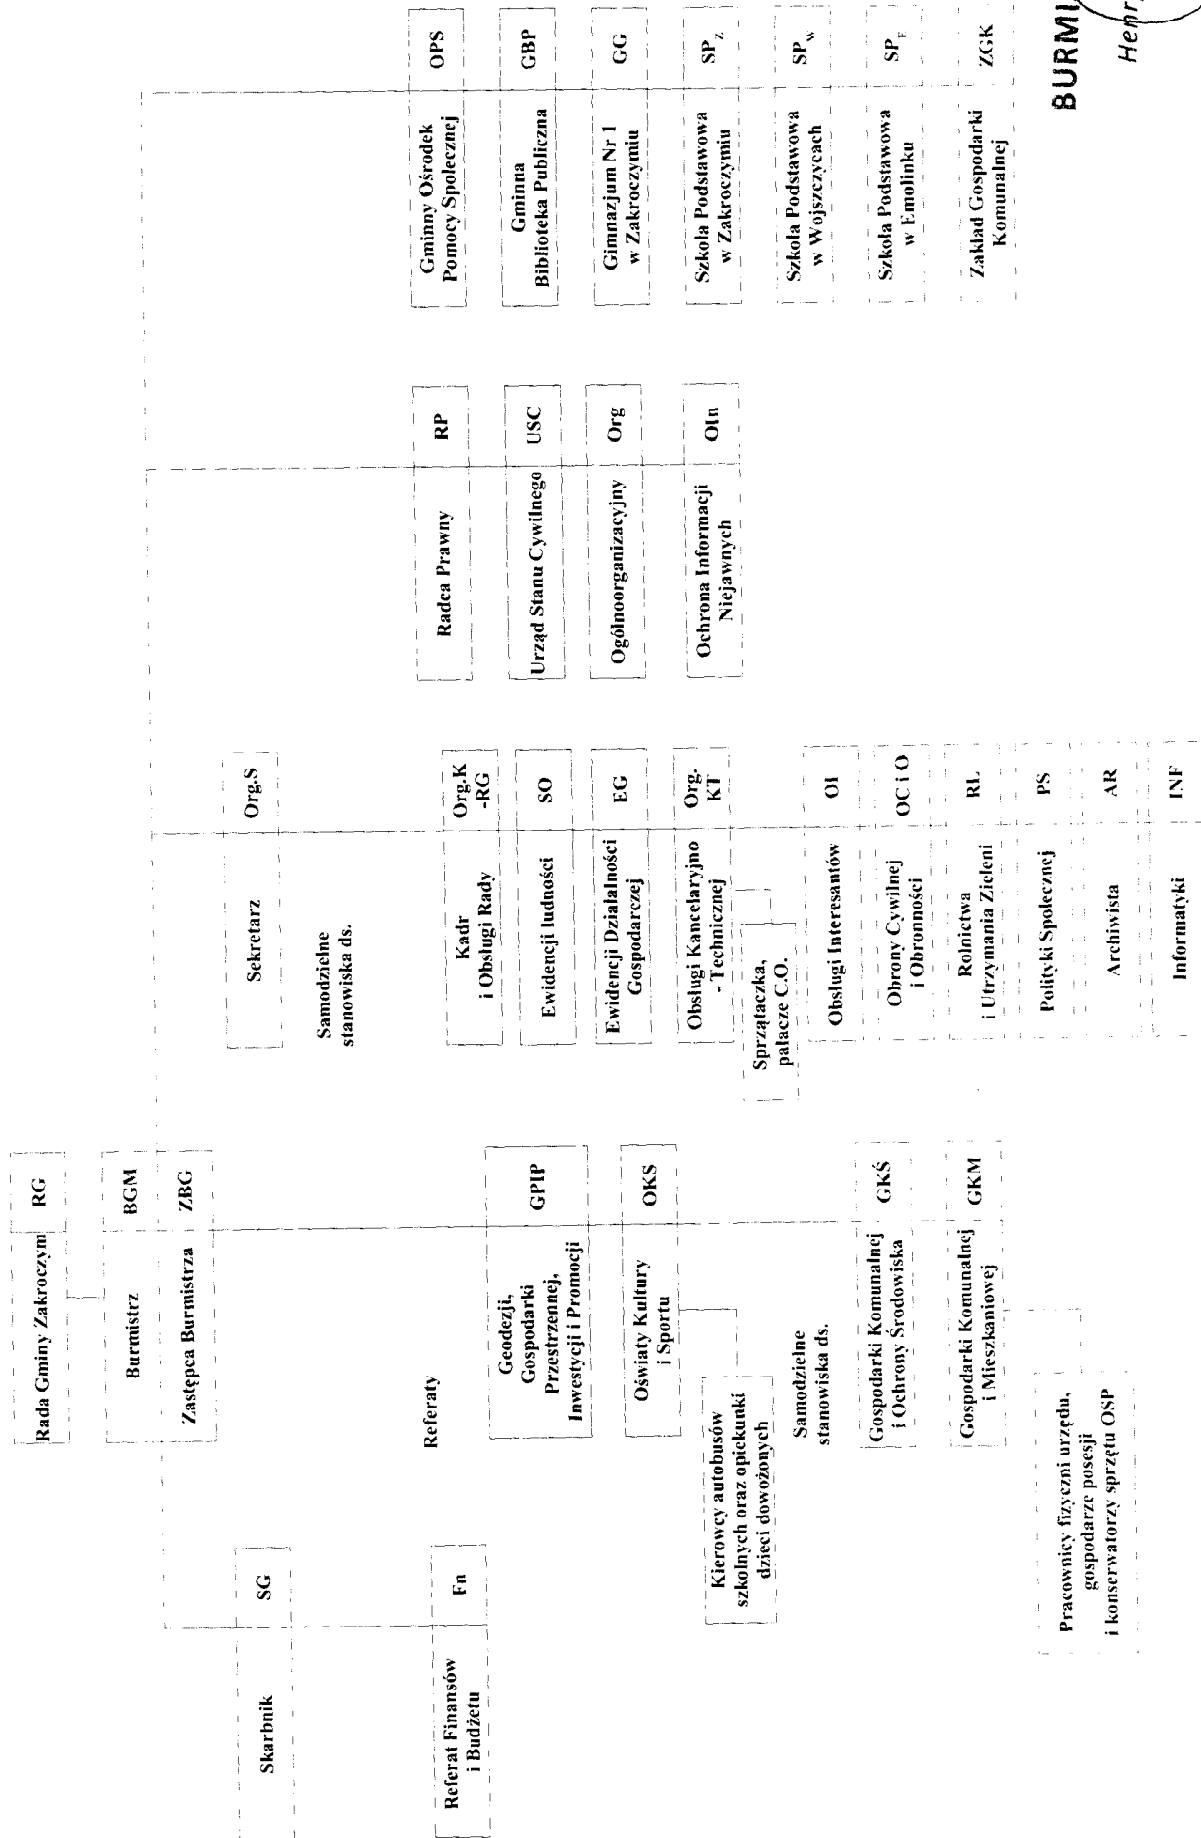 Rada Gminy Zakroczym RG
Burmistrz BGM
Zastępca Burmistrza ZBG
Skarbnik SG
Referat Finansów
i Budżetu
Fn
Referaty
Geodezji,
Gospodarki
Przestrzennej,
Inwestycji i Promocji
GPIP
Oświaty Kultury
i Sportu
OKS
Kierowcy autobusów
szkolnych oraz opiekunki
dzieci dowożonych
Samodzielne
stanowiska ds.
Gospodarki Komunalnej
i Ochrony Środowiska
GKŚ
Gospodarki Komunalnej
i Mieszkaniowej
GKM
Pracownicy fizyczni urzędu,
gospodarze posesji
i konserwatorzy sprzętu OSP
Sekretarz Org.S
Samodzielne
stanowiska ds.
Kadr
i Obsługi Rady
Org.K
-RG
Ewidencji ludności SO
Ewidencji Działalności
Gospodarczej
EG
Obsługi Kancelaryjno
- Technicznej
Org.
KT
Sprzątaczka,
palacze C.O.
Obsługi Interesantów OI
Obrony Cywilnej
i Obronności
OC i O
Rolnictwa
i Utrzymania Zieleni
RL
Polityki Społecznej PS
Archiwista AR
Informatyki INF
Radca Prawny RP
Urząd Stanu Cywilnego USC
Ogólnoorganizacyjny Org
Ochrona Informacji
Niejawnych
OIn
Gminny Ośrodek
Pomocy Społecznej
OPS
Gminna
Biblioteka Publiczna
GBP
Gimnazjum Nr 1
w Zakroczymiu
GG
Szkoła Podstawowa
w Zakroczymiu
SPz
Szkoła Podstawowa
w Wojszczycach
SPw
Szkoła Podstawowa
w Emolinku
SPE
Zakład Gospodarki
Komunalnej
ZGK
BURMI
Henr